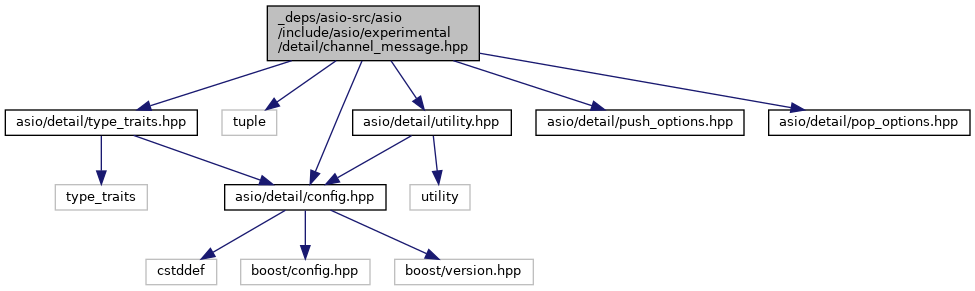 _deps/asio-src/asio
/include/asio/experimental
/detail/channel_message.hpp
asio/detail/type_traits.hpp
tuple
asio/detail/utility.hpp
asio/detail/push_options.hpp
asio/detail/pop_options.hpp
type_traits
asio/detail/config.hpp
utility
cstddef
boost/config.hpp
boost/version.hpp